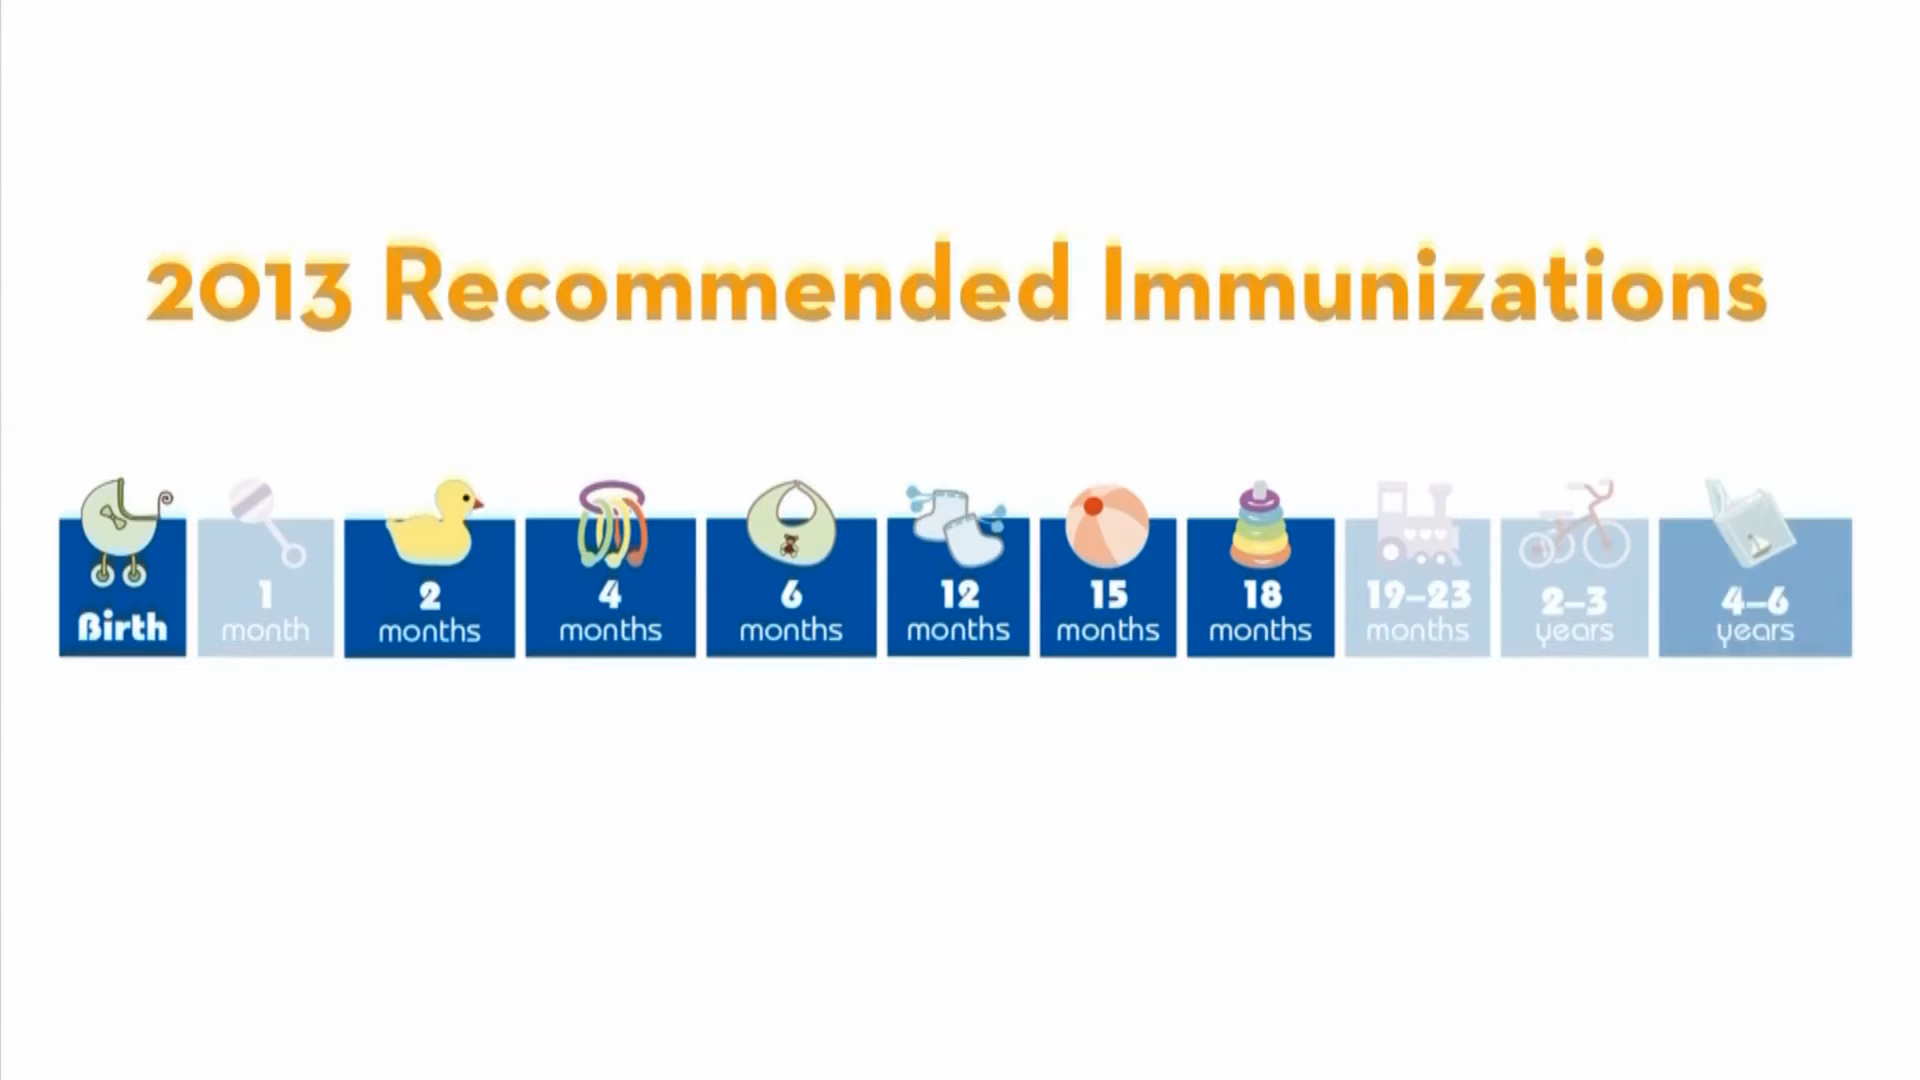 2013 Recommended Immunizations
Birth
1
month
2
months
4
months
6
months
12
months
15
months
18
months
19–23
months
2–3
years
4–6
years